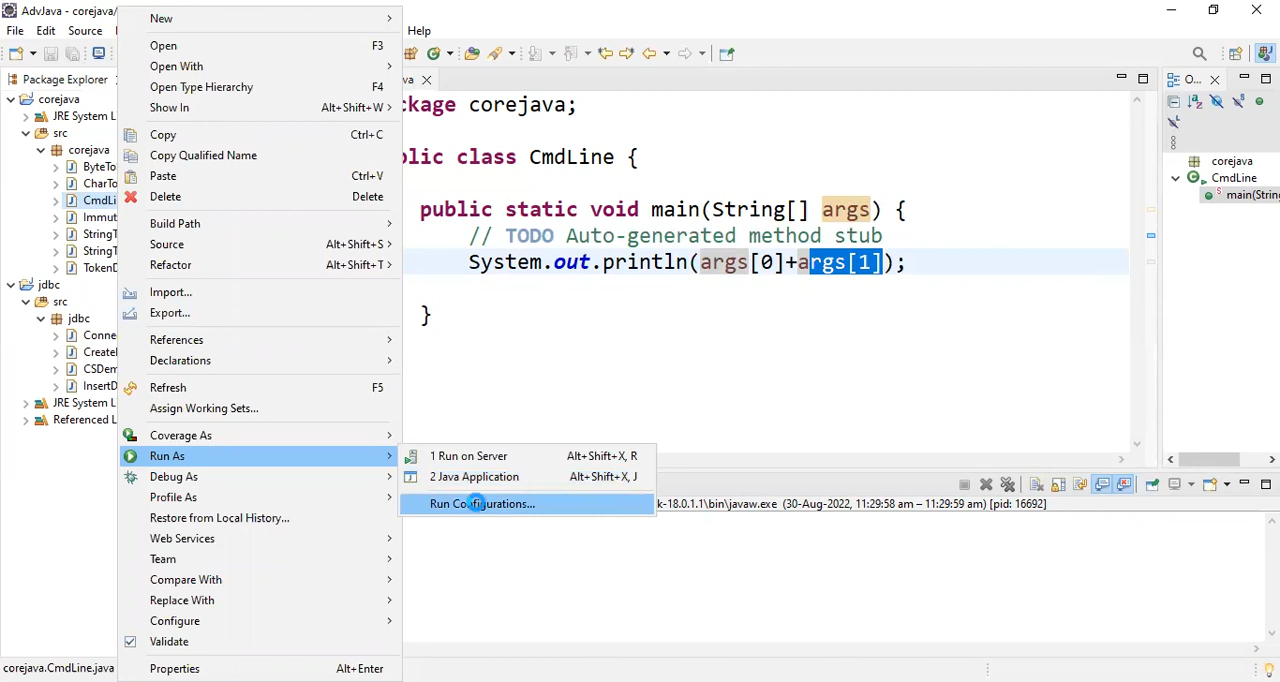 AdvJava - corejava/
File Edit Source
Help
Package Explorer
corejava
JRE System L
src
corejava
ByteTo
CharTo
CmdLi
Immut
StringT
StringT
TokenD
jdbc
src
jdbc
Conne
Createl
CSDem
InsertD
JRE System L
Referenced L
New
Open F3
Open With
Open Type Hierarchy F4
Show In Alt+Shift+W
Copy Ctrl+C
Copy Qualified Name
Paste Ctrl+V
Delete Delete
Build Path
Source Alt+Shift+S
Refactor Alt+Shift+T
Import...
Export...
References
Declarations
Refresh F5
Assign Working Sets...
Coverage As
Run As
Debug As
Profile As
Restore from Local History...
Web Services
Team
Compare With
Replace With
Configure
Validate
Properties Alt+Enter
1 Run on Server Alt+Shift+X, R
2 Java Application Alt+Shift+X, J
Run Configurations...
va
ckage corejava;
blic class CmdLine {
public static void main(String[] args) {
// TODO Auto-generated method stub
System.out.println(args[0]+args[1]);
}
O...
corejava
CmdLine
main(String
k-18.0.1.1\bin\javaw.exe (30-Aug-2022, 11:29:58 am – 11:29:59 am) [pid: 16692]
corejava.CmdLine.java